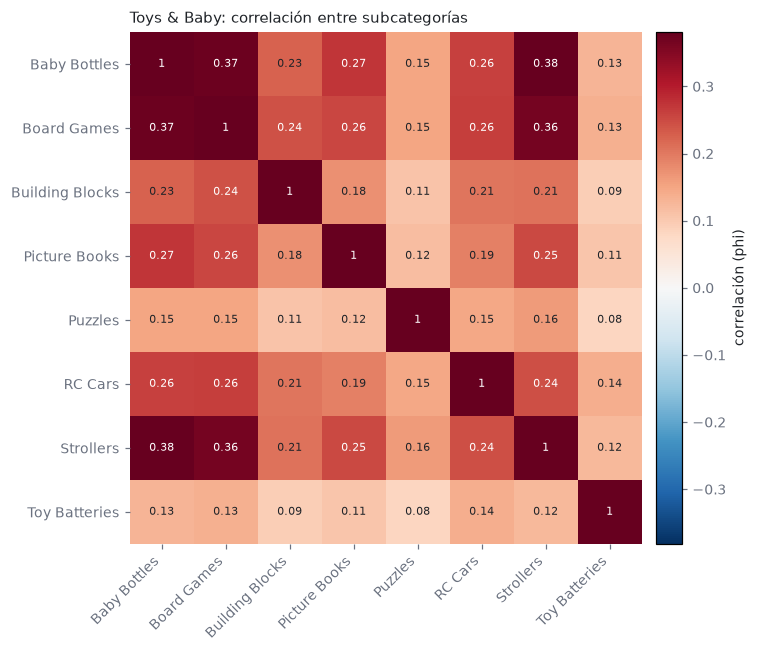 Toys & Baby: correlación entre subcategorías
Baby Bottles 1 0.37 0.23 0.27 0.15 0.26 0.38 0.13
Board Games 0.37 1 0.24 0.26 0.15 0.26 0.36 0.13
Building Blocks 0.23 0.24 1 0.18 0.11 0.21 0.21 0.09
Picture Books 0.27 0.26 0.18 1 0.12 0.19 0.25 0.11
Puzzles 0.15 0.15 0.11 0.12 1 0.15 0.16 0.08
RC Cars 0.26 0.26 0.21 0.19 0.15 1 0.24 0.14
Strollers 0.38 0.36 0.21 0.25 0.16 0.24 1 0.12
Toy Batteries 0.13 0.13 0.09 0.11 0.08 0.14 0.12 1
Baby Bottles
Board Games
Building Blocks
Picture Books
Puzzles
RC Cars
Strollers
Toy Batteries
0.3
0.2
0.1
0.0
−0.1
−0.2
−0.3
correlación (phi)